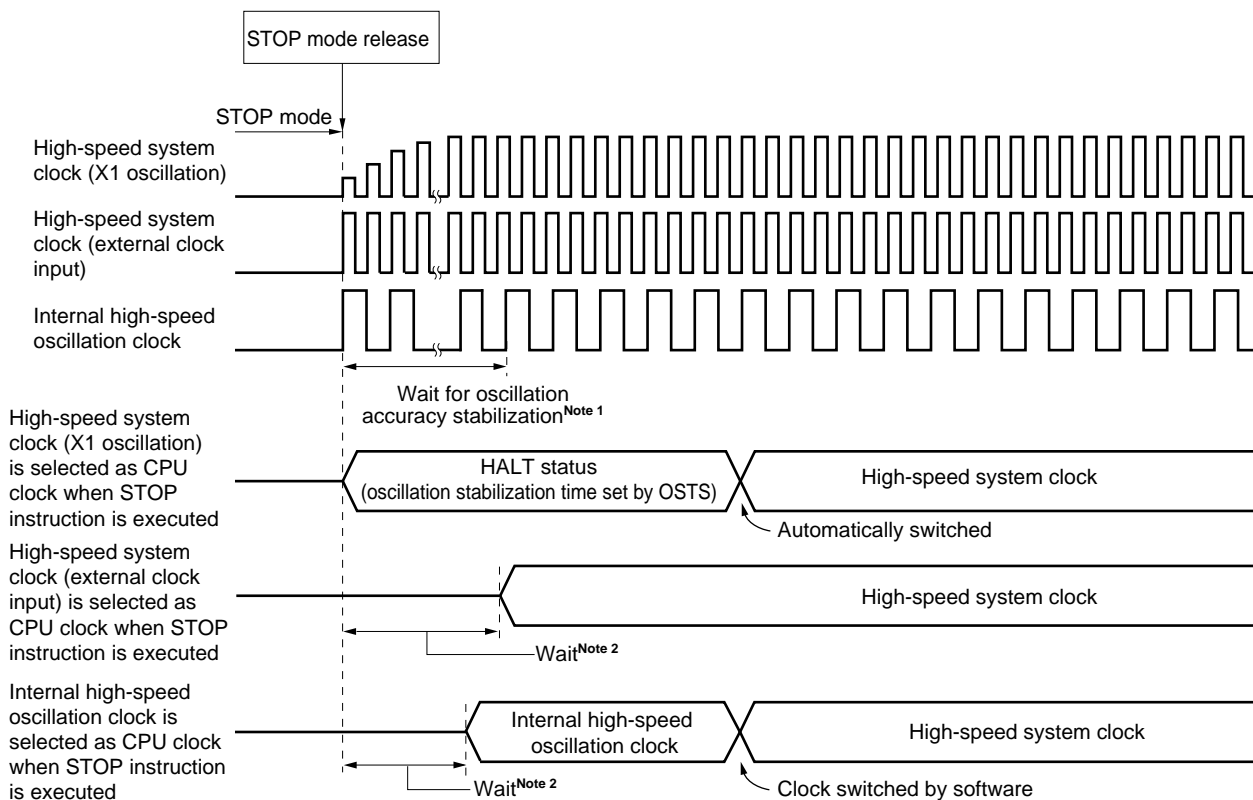 STOP mode release
STOP mode
High-speed system
clock (X1 oscillation)
High-speed system
clock (external clock
input)
Internal high-speed
oscillation clock
Wait for oscillation
accuracy stabilizationNote 1
High-speed system
clock (X1 oscillation)
is selected as CPU
clock when STOP
instruction is executed
HALT status
(oscillation stabilization time set by OSTS)
High-speed system clock
Automatically switched
High-speed system
clock (external clock
input) is selected as
CPU clock when STOP
instruction is executed
High-speed system clock
WaitNote 2
Internal high-speed
oscillation clock is
selected as CPU clock
when STOP instruction
is executed
Internal high-speed
oscillation clock
High-speed system clock
WaitNote 2
Clock switched by software